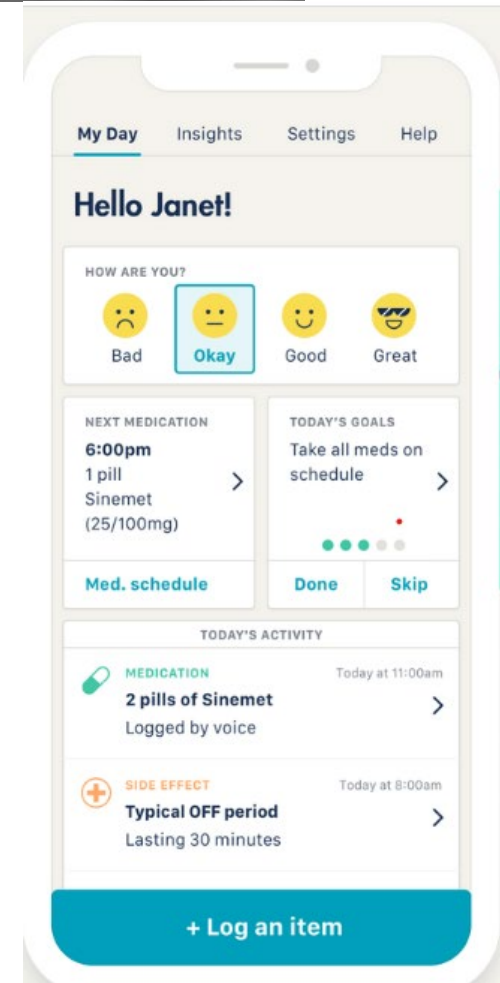 My Day Insights Settings Help
Hello Janet!
HOW ARE YOU?
Bad Okay Good Great
NEXT MEDICATION
6:00pm
1 pill
Sinemet
(25/100mg)
Med. schedule
TODAY'S GOALS
Take all meds on
schedule
Done Skip
TODAY'S ACTIVITY
MEDICATION Today at 11:00am
2 pills of Sinemet
Logged by voice
SIDE EFFECT Today at 8:00am
Typical OFF period
Lasting 30 minutes
+ Log an item